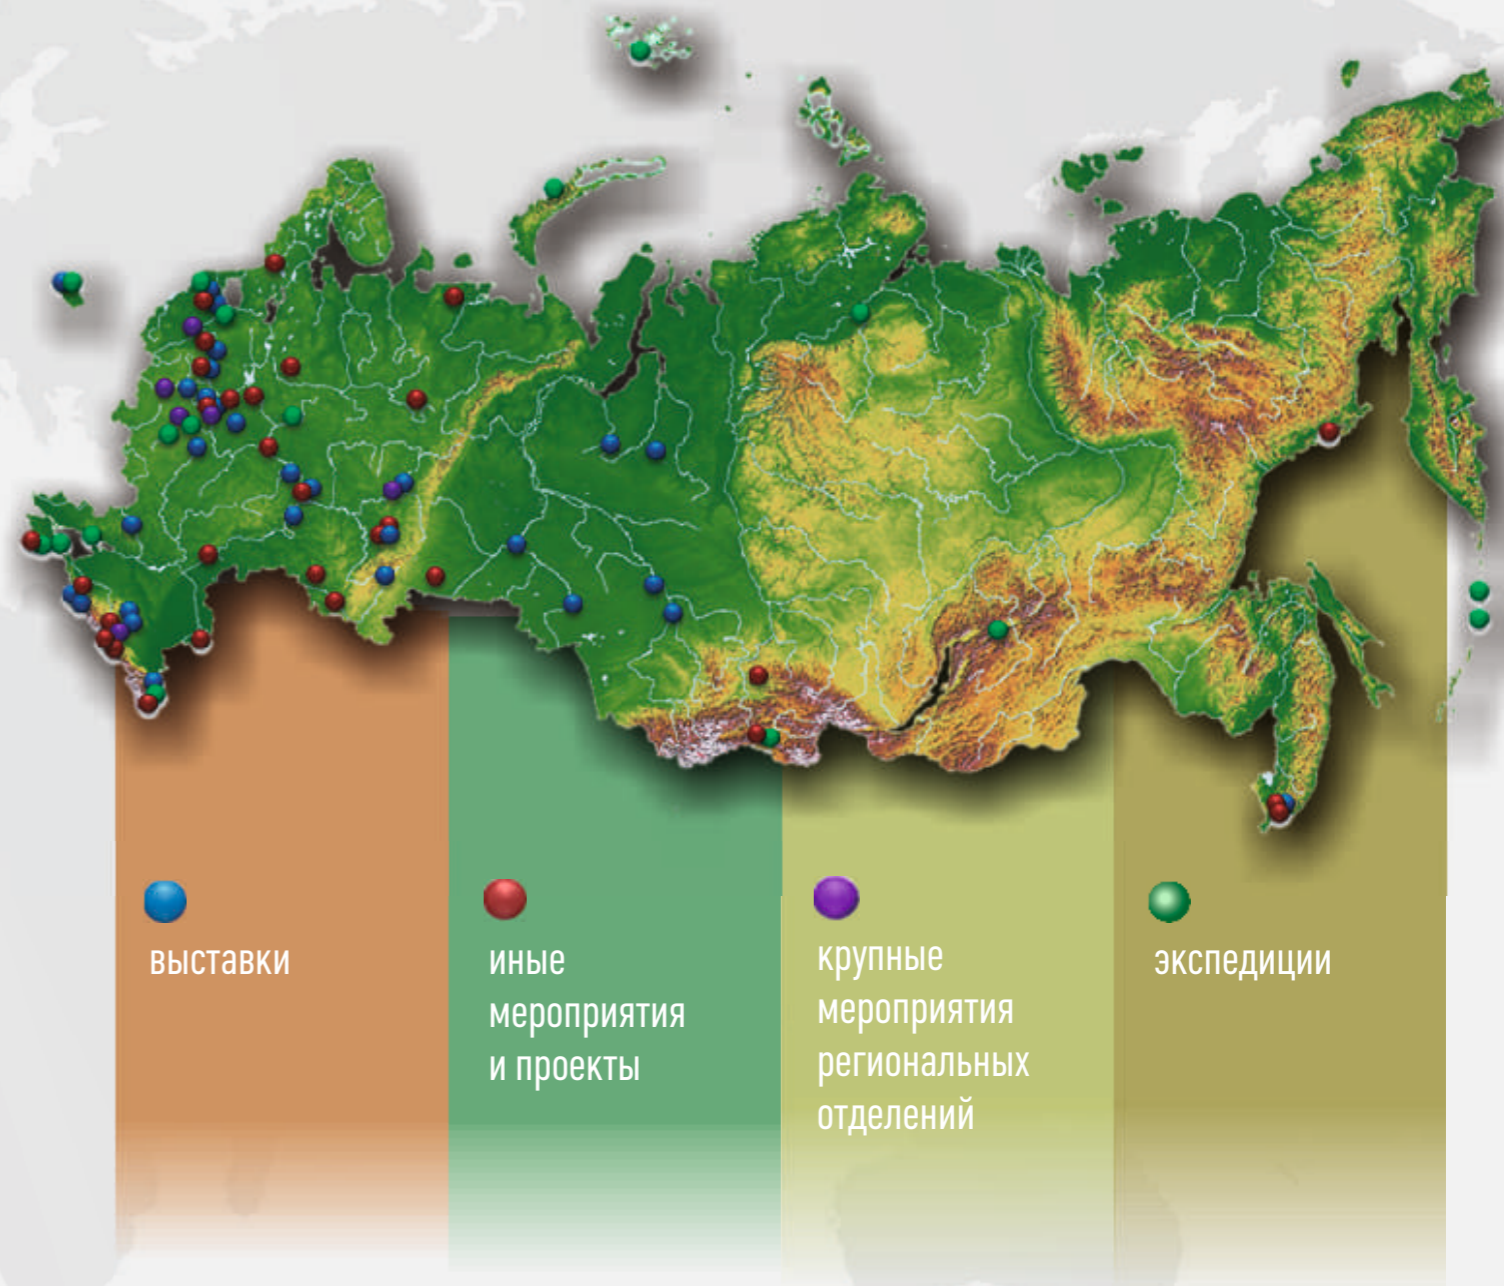 выставки
иные
мероприятия
и проекты
крупные
мероприятия
региональных
отделений
экспедиции